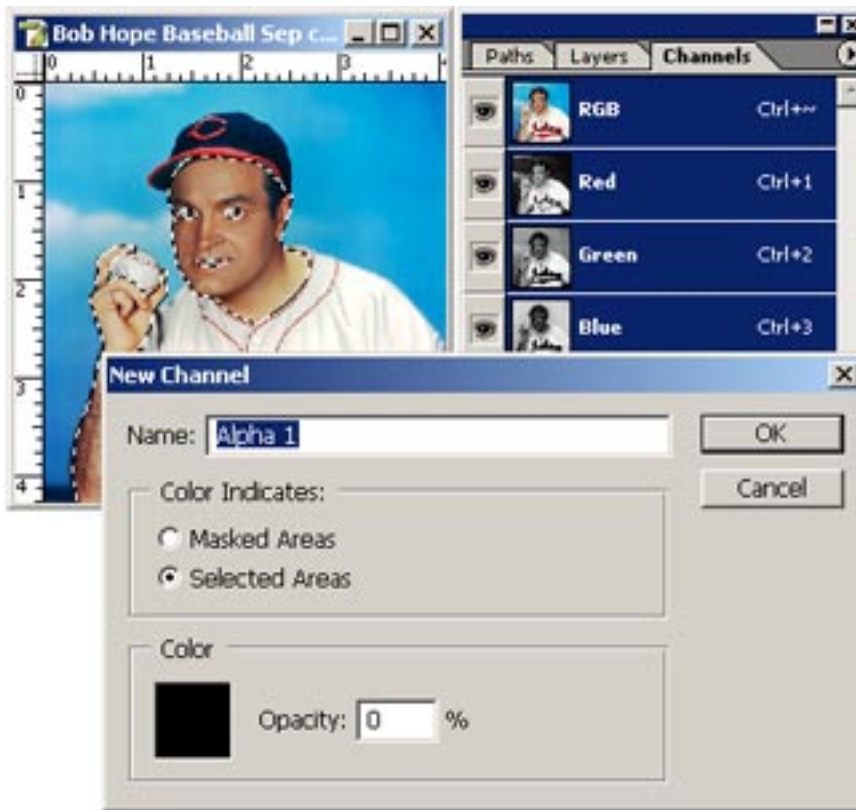 Bob Hope Baseball Sep c...
0 1 2 3 4
0
1
2
3
4
Paths Layers Channels
RGB Ctrl+~
Red Ctrl+1
Green Ctrl+2
Blue Ctrl+3
New Channel
Name: Alpha 1
OK
Cancel
Color Indicates:
Masked Areas
Selected Areas
Color
Opacity: 0 %
C